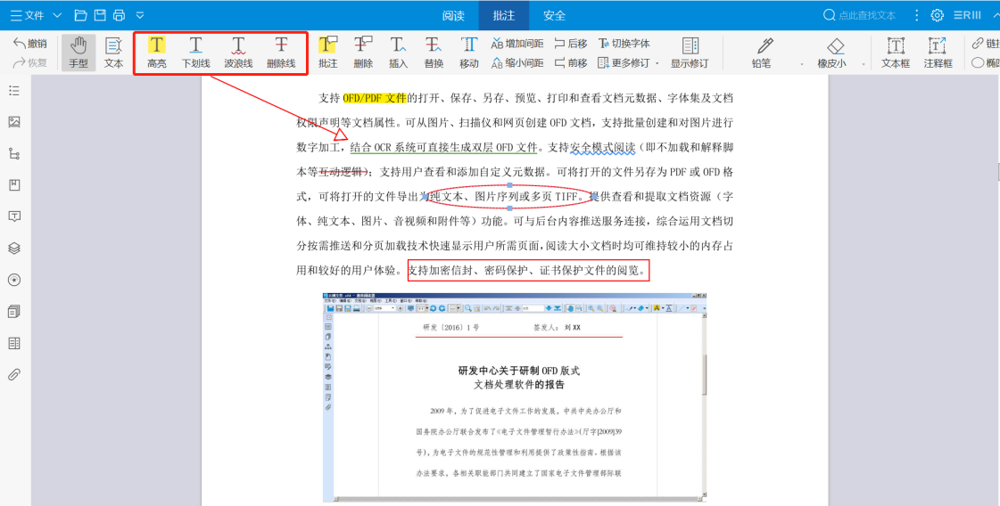 文件 阅读 批注 安全 点此查找文本
撤销 增加间距 后移 切换字体
恢复 手型 文本 高亮 下划线 波浪线 删除线 批注 删除 插入 替换 移动 缩小间距 前移 更多修订 显示修订 铅笔 橡皮小 文本框 注释框
支持 OFD/PDF 文件的打开、保存、另存、预览、打印和查看文档元数据、字体集及文档
权限声明等文档属性。可从图片、扫描仪和网页创建 OFD 文档，支持批量创建和对图片进行
数字加工，结合 OCR 系统可直接生成双层 OFD 文件。支持安全模式阅读（即不加载和解释脚
本等互动逻辑）；支持用户查看和添加自定义元数据。可将打开的文件另存为 PDF 或 OFD 格
式，可将打开的文件导出为纯文本、图片序列或多页 TIFF。提供查看和提取文档资源（字
体、纯文本、图片、音视频和附件等）功能。可与后台内容推送服务连接，综合运用文档切
分按需推送和分页加载技术快速显示用户所需页面，阅读大小文档时均可维持较小的内存占
用和较好的用户体验。支持加密信封、密码保护、证书保护文件的阅览。
研发〔2016〕1 号 签发人： 刘 XX
研发中心关于研制 OFD 版式
文档处理软件的报告
2009 年，为了促进电子文件工作的发展，中共中央办公厅和
国务院办公厅联合发布了《电子文件管理暂行办法》(厅字[2009]39
号)，为电子文件的规范性管理和利用提供了政策性指南。根据该
办法要求，各相关职能部门共同建立了国家电子文件管理部际联